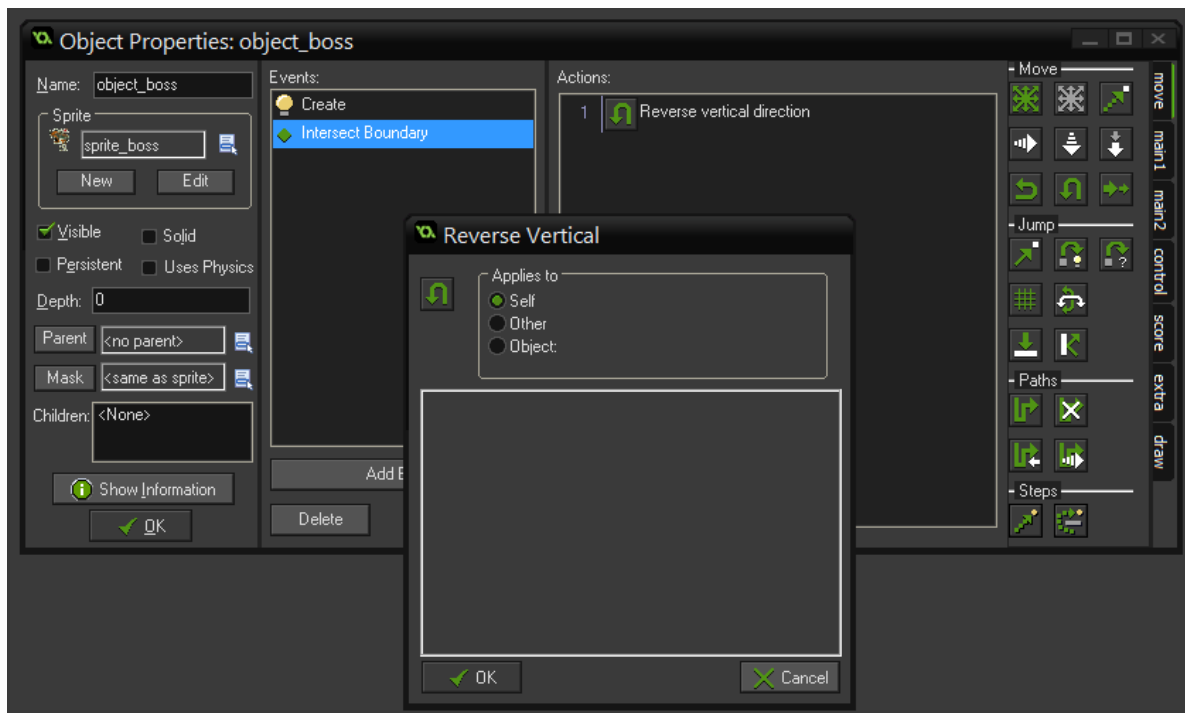 Object Properties: object_boss
Name: object_boss
Sprite
sprite_boss
New Edit
Visible Solid
Persistent Uses Physics
Depth: 0
Parent <no parent>
Mask <same as sprite>
Children: <None>
Show Information
OK
Events:
Create
Intersect Boundary
Add E
Delete
Actions:
1 Reverse vertical direction
Reverse Vertical
Applies to
Self
Other
Object:
OK Cancel
Move
Jump
?
Paths
Steps
move
main1
main2
control
score
extra
draw